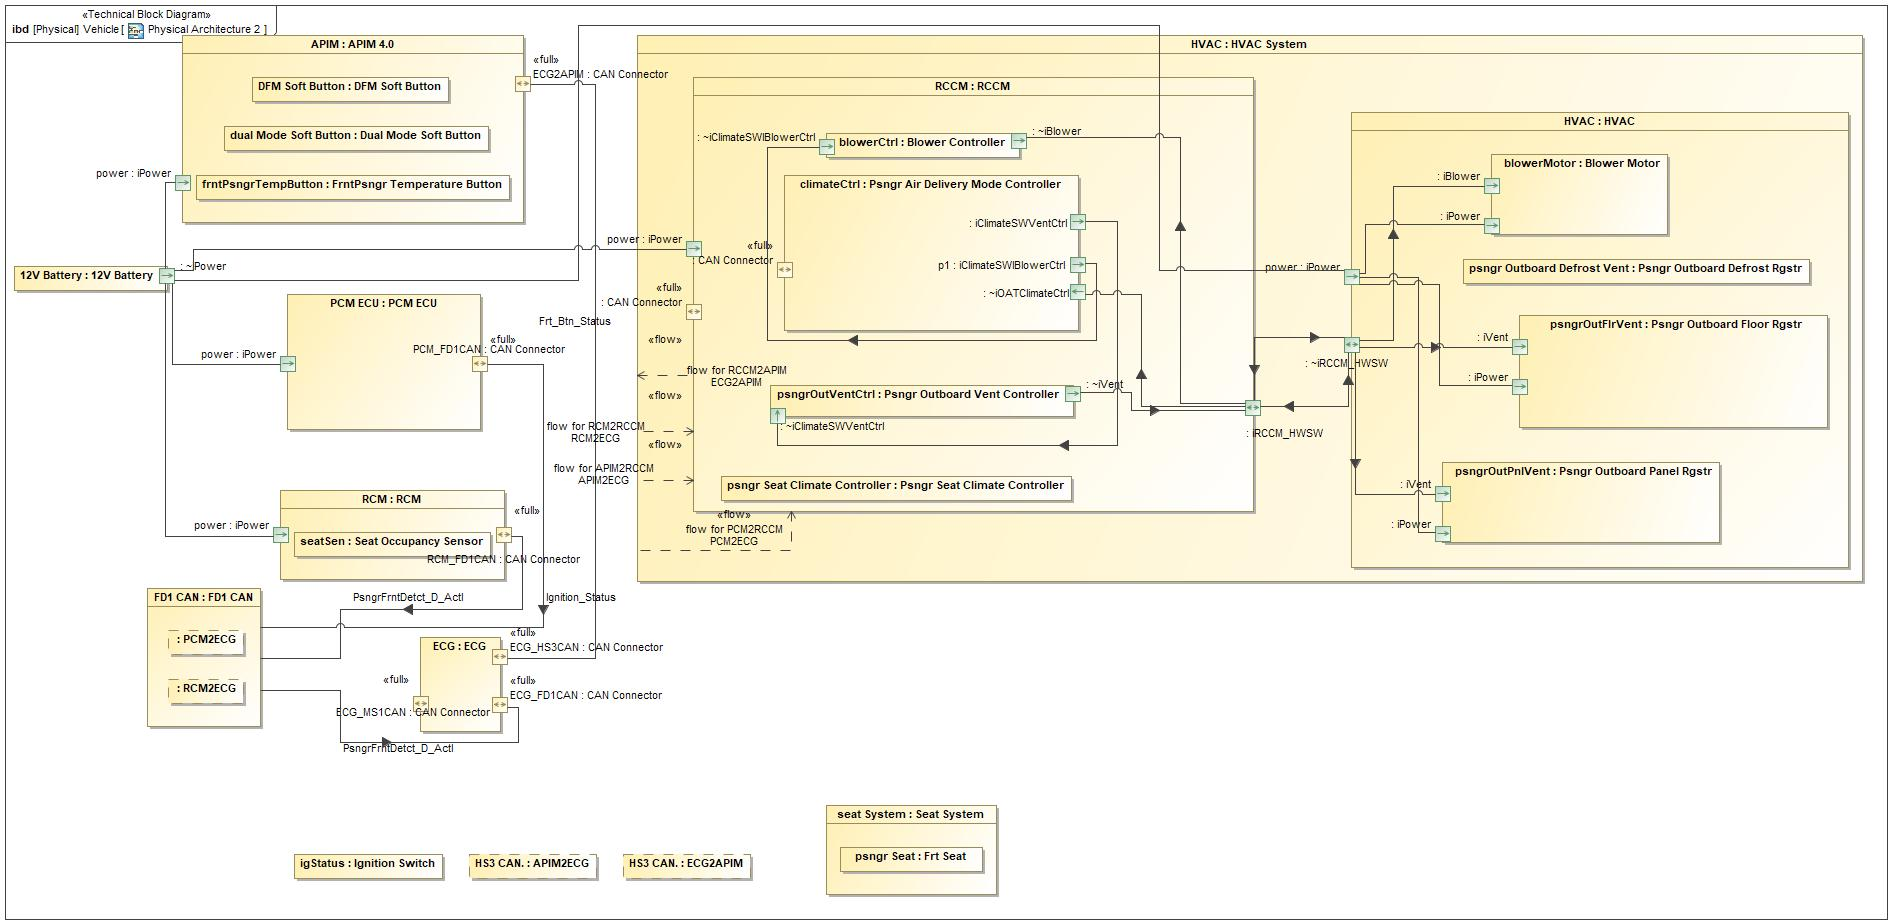 «Technical Block Diagram»
ibd [Physical] Vehicle [ Physical Architecture 2 ]
APIM : APIM 4.0
DFM Soft Button : DFM Soft Button
dual Mode Soft Button : Dual Mode Soft Button
frntPsngrTempButton : FrntPsngr Temperature Button
power : iPower
«full»
ECG2APIM : CAN Connector
12V Battery : 12V Battery
: ~Power
PCM ECU : PCM ECU
power : iPower
«full»
PCM_FD1CAN : CAN Connector
Frt_Btn_Status
RCM : RCM
seatSen : Seat Occupancy Sensor
power : iPower
«full»
RCM_FD1CAN : CAN Connector
FD1 CAN : FD1 CAN
: PCM2ECG
: RCM2ECG
PsngrFrntDetct_D_Actl
Ignition_Status
ECG : ECG
«full»
ECG_HS3CAN : CAN Connector
«full»
ECG_FD1CAN : CAN Connector
«full»
ECG_MS1CAN : CAN Connector
PsngrFrntDetct_D_Actl
HVAC : HVAC System
RCCM : RCCM
: ~iClimateSWIBlowerCtrl
blowerCtrl : Blower Controller
: ~iBlower
climateCtrl : Psngr Air Delivery Mode Controller
: iClimateSWVentCtrl
p1 : iClimateSWIBlowerCtrl
: ~iOATClimateCtrl
power : iPower
«full»
: CAN Connector
«full»
: CAN Connector
«flow»
flow for RCCM2APIM
ECG2APIM
«flow»
flow for RCM2RCCM
RCM2ECG
«flow»
flow for APIM2RCCM
APIM2ECG
«flow»
flow for PCM2RCCM
PCM2ECG
psngrOutVentCtrl : Psngr Outboard Vent Controller
: ~iVent
: ~iClimateSWVentCtrl
psngr Seat Climate Controller : Psngr Seat Climate Controller
: iRCCM_HWSW
HVAC : HVAC
power : iPower
: ~iRCCM_HWSW
blowerMotor : Blower Motor
: iBlower
: iPower
psngr Outboard Defrost Vent : Psngr Outboard Defrost Rgstr
psngrOutFlrVent : Psngr Outboard Floor Rgstr
: iVent
: iPower
psngrOutPnlVent : Psngr Outboard Panel Rgstr
: iVent
: iPower
seat System : Seat System
psngr Seat : Frt Seat
igStatus : Ignition Switch
HS3 CAN. : APIM2ECG
HS3 CAN. : ECG2APIM